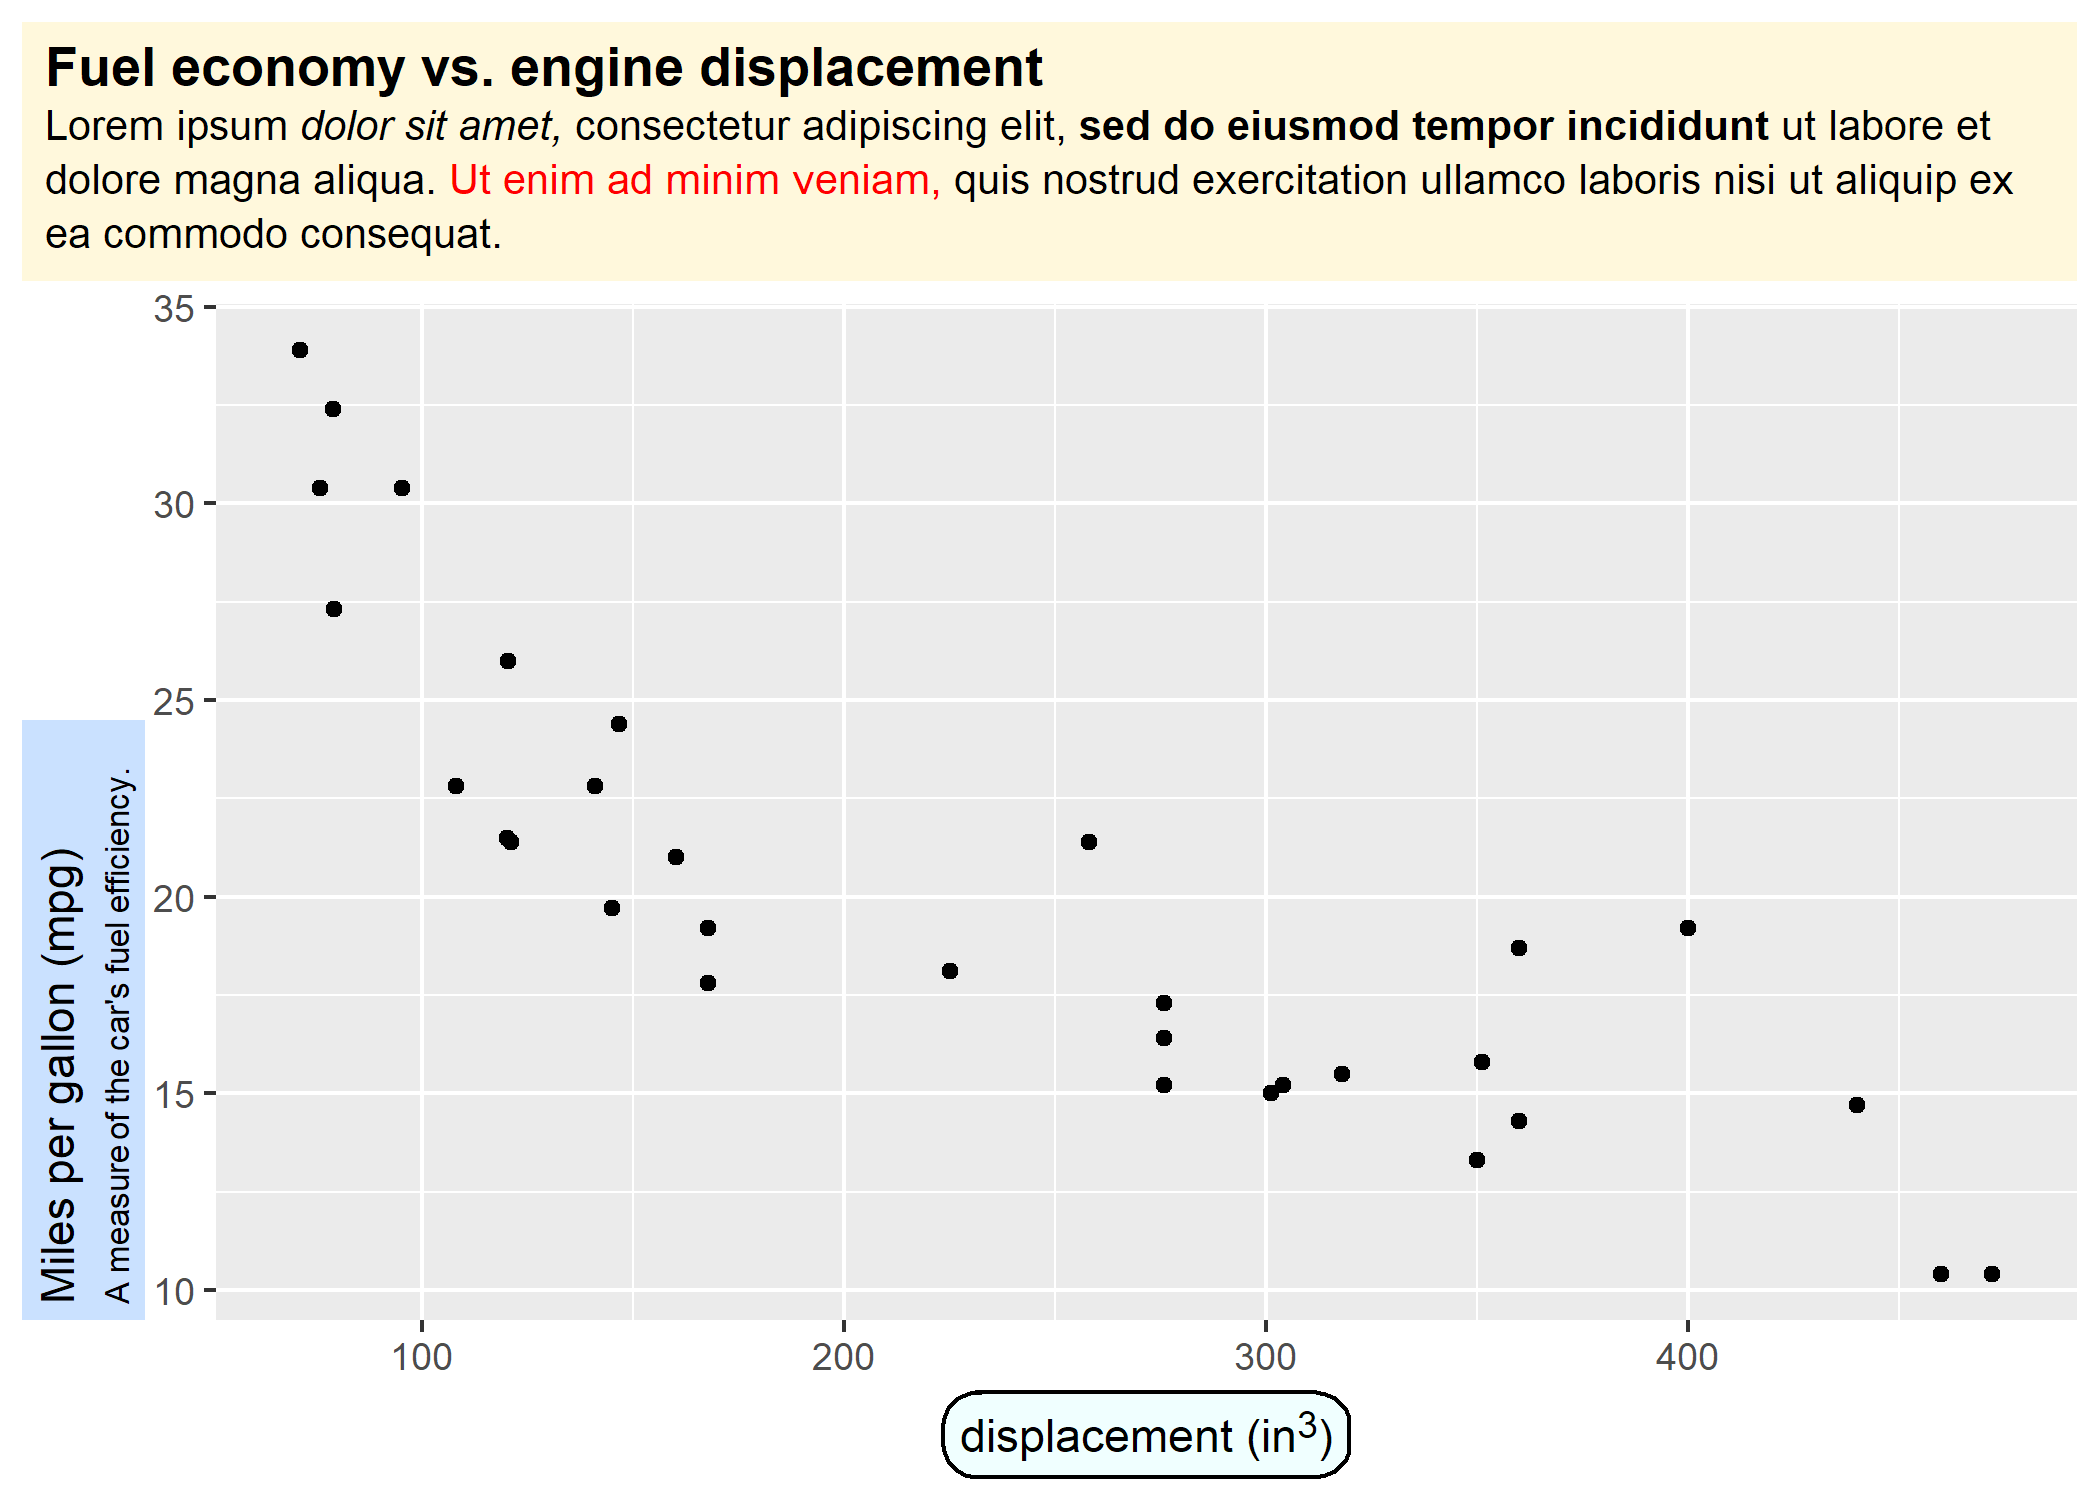 Fuel economy vs. engine displacement
Lorem ipsum dolor sit amet, consectetur adipiscing elit, sed do eiusmod tempor incididunt ut labore et
dolore magna aliqua. Ut enim ad minim veniam, quis nostrud exercitation ullamco laboris nisi ut aliquip ex
ea commodo consequat.
Miles per gallon (mpg)
A measure of the car's fuel efficiency.
35
30
25
20
15
10
100 200 300 400
displacement (in³)